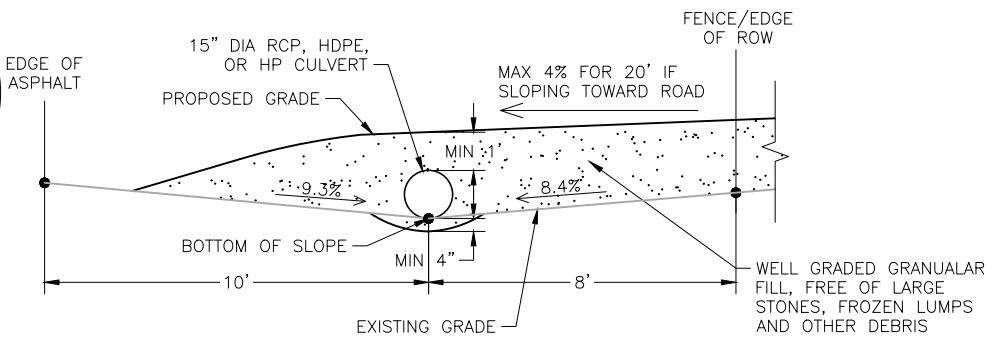 FENCE/EDGE
OF ROW
15” DIA RCP, HDPE,
OR HP CULVERT
EDGE OF
ASPHALT
MAX 4% FOR 20’ IF
SLOPING TOWARD ROAD
PROPOSED GRADE
MIN 1’
9.3%
8.4%
BOTTOM OF SLOPE
MIN 4”
10’
8’
WELL GRADED GRANUALAR
FILL, FREE OF LARGE
STONES, FROZEN LUMPS
AND OTHER DEBRIS
EXISTING GRADE